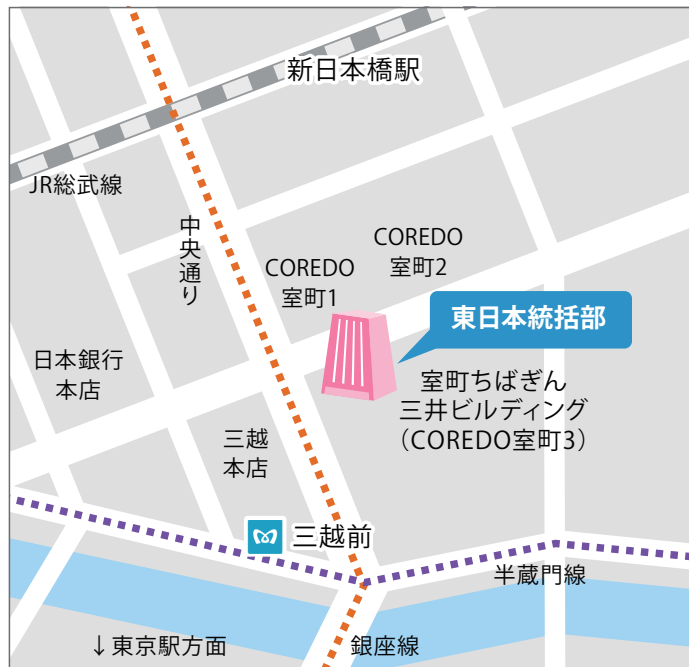 新日本橋駅
JR総武線
中央通り
COREDO
室町2
COREDO
室町1
東日本統括部
日本銀行
本店
室町ちばぎん
三井ビルディング
（COREDO室町3）
三越
本店
三越前
半蔵門線
↓東京駅方面
銀座線